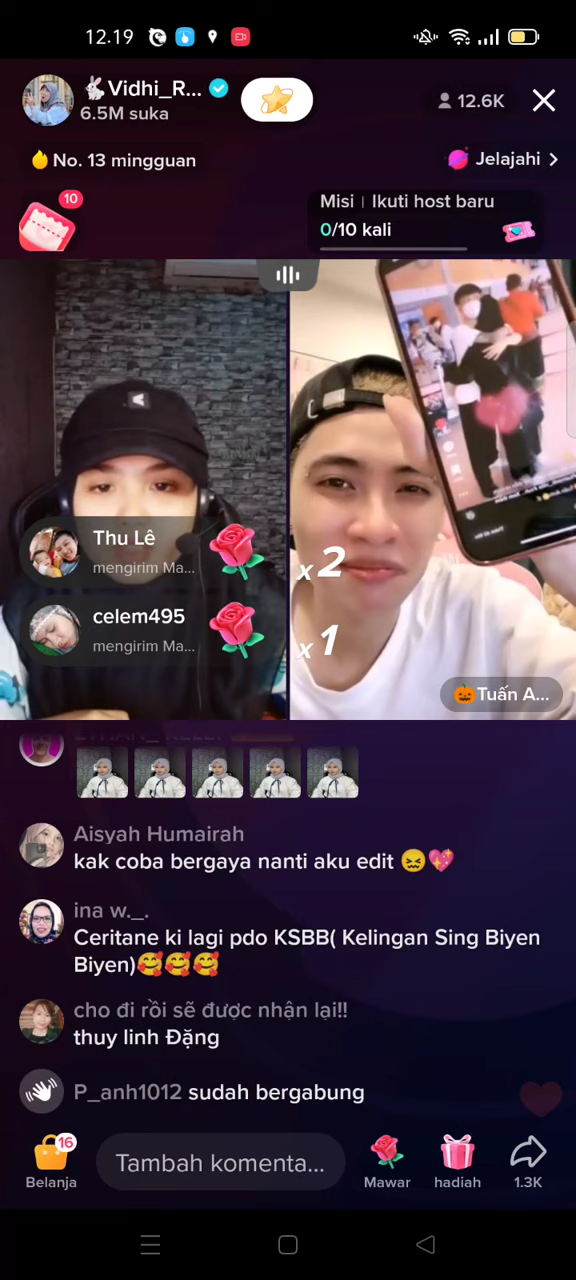 12.19
Vidhi_R...
6.5M suka
12.6K
No. 13 mingguan
Jelajahi >
10
Misi | Ikuti host baru
0/10 kali
Thu Lê
mengirim Ma...
x2
celem495
mengirim Ma...
x1
Tuấn A...
Aisyah Humairah
kak coba bergaya nanti aku edit 😖💖
ina w._.
Ceritane ki lagi pdo KSBB( Kelingan Sing Biyen
Biyen)🥰🥰🥰
cho đi rồi sẽ được nhận lại!!
thuy linh Đặng
P_anh1012 sudah bergabung
16
Belanja
Tambah komenta...
Mawar
hadiah
1.3K